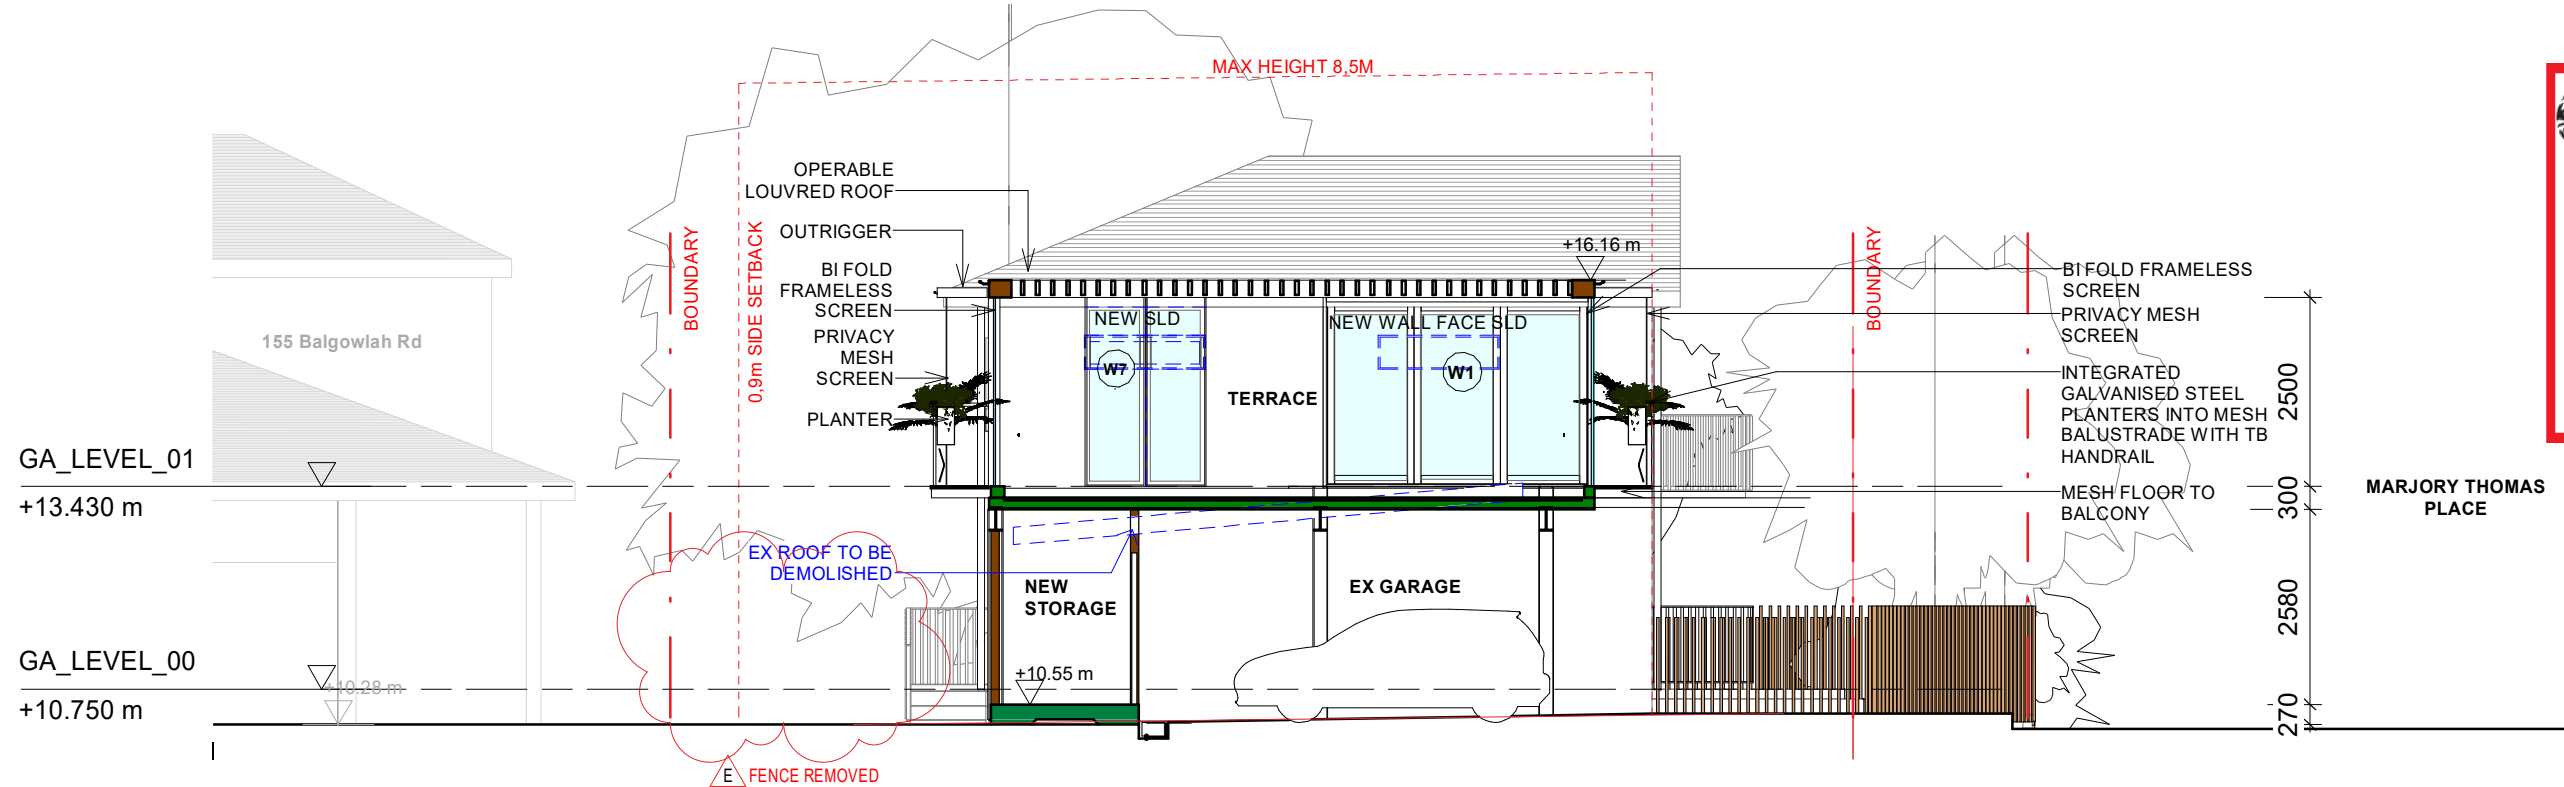 MAX HEIGHT 8,5M
OPERABLE
LOUVRED ROOF
OUTRIGGER
BI FOLD
FRAMELESS
SCREEN
PRIVACY
MESH
SCREEN
PLANTER
BOUNDARY
0,9m SIDE SETBACK
155 Balgowlah Rd
+16.16 m
NEW SLD
NEW WALL FACE SLD
W7
W1
TERRACE
BOUNDARY
BI FOLD FRAMELESS
SCREEN
PRIVACY MESH
SCREEN
INTEGRATED
GALVANISED STEEL
PLANTERS INTO MESH
BALUSTRADE WITH TB
HANDRAIL
MESH FLOOR TO
BALCONY
2500
300
2580
270
MARJORY THOMAS
PLACE
GA_LEVEL_01
+13.430 m
EX ROOF TO BE
DEMOLISHED
NEW
STORAGE
EX GARAGE
GA_LEVEL_00
+10.750 m
+10.28 m
+10.55 m
E FENCE REMOVED